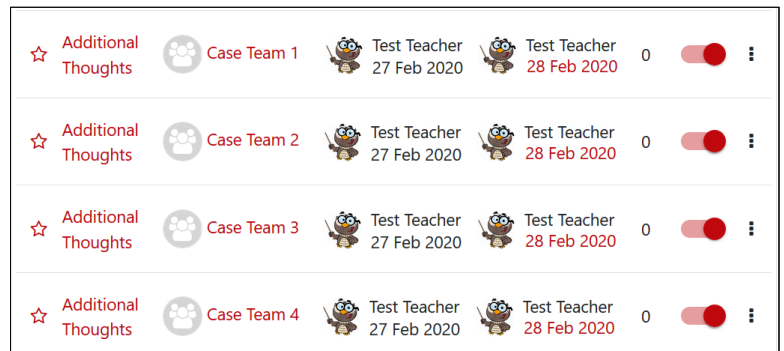 Additional Thoughts Case Team 1 Test Teacher 27 Feb 2020 Test Teacher 28 Feb 2020 0
Additional Thoughts Case Team 2 Test Teacher 27 Feb 2020 Test Teacher 28 Feb 2020 0
Additional Thoughts Case Team 3 Test Teacher 27 Feb 2020 Test Teacher 28 Feb 2020 0
Additional Thoughts Case Team 4 Test Teacher 27 Feb 2020 Test Teacher 28 Feb 2020 0